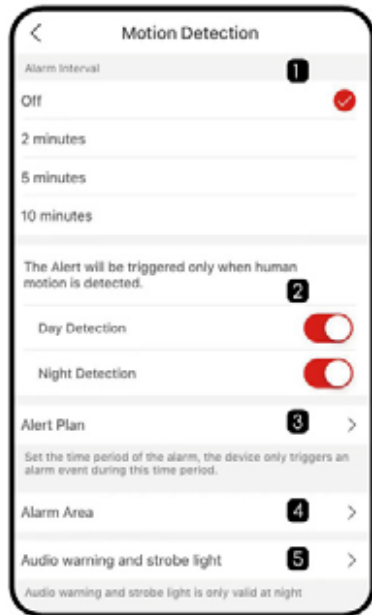 Motion Detection
Alarm Interval
1
Off
2 minutes
5 minutes
10 minutes
The Alert will be triggered only when human
motion is detected.
2
Day Detection
Night Detection
Alert Plan
3
Set the time period of the alarm, the device only triggers an
alarm event during this time period.
Alarm Area
4
Audio warning and strobe light
5
Audio warning and strobe light is only valid at night